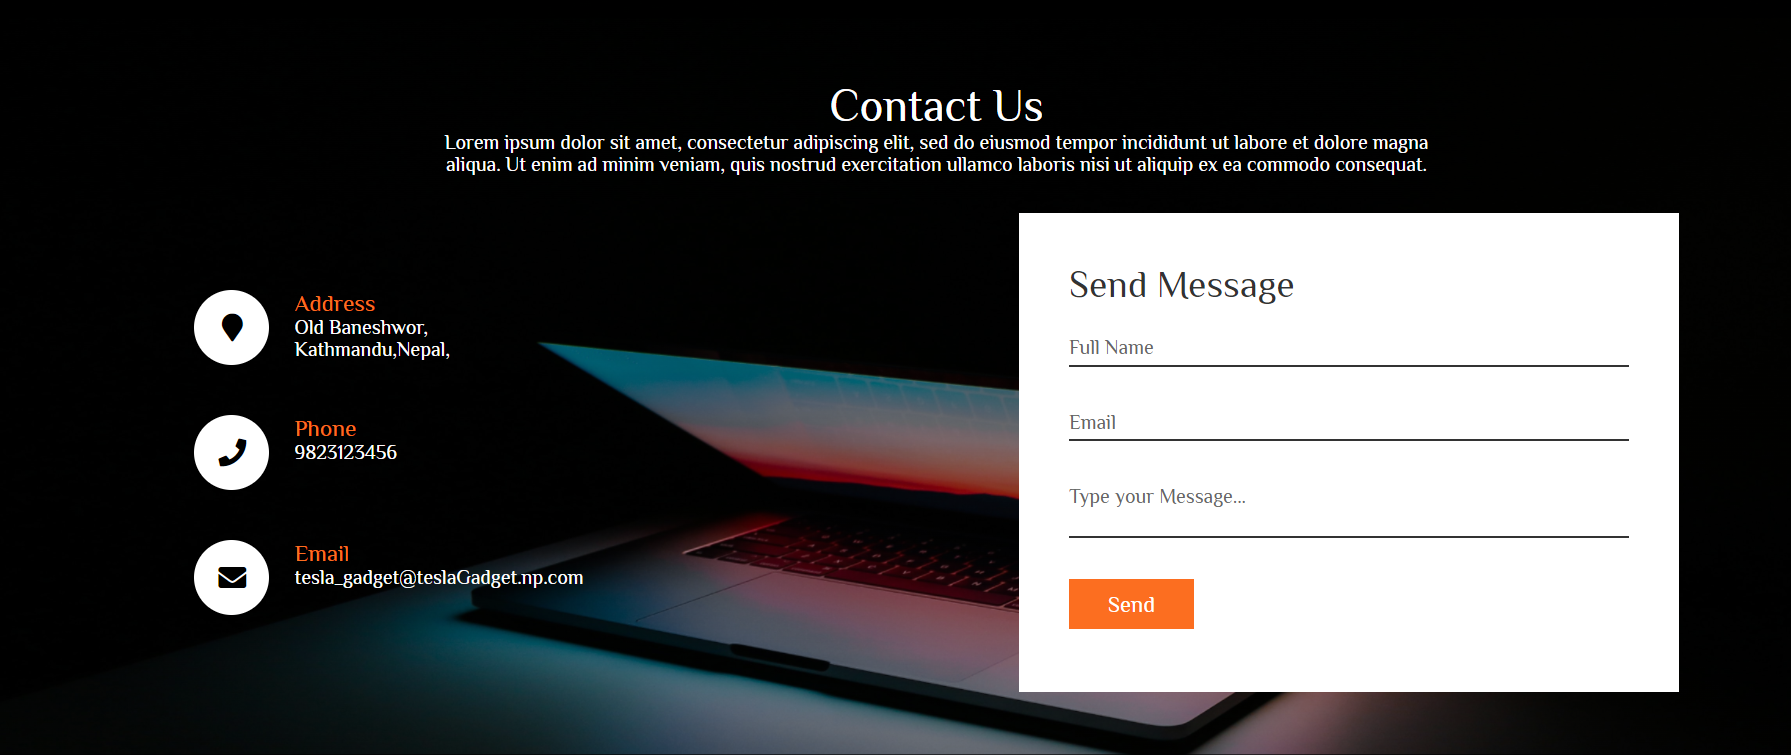 Contact Us
Lorem ipsum dolor sit amet, consectetur adipiscing elit, sed do eiusmod tempor incididunt ut labore et dolore magna
aliqua. Ut enim ad minim veniam, quis nostrud exercitation ullamco laboris nisi ut aliquip ex ea commodo consequat.
Address
Old Baneshwor,
Kathmandu,Nepal,
Phone
9823123456
Email
tesla_gadget@teslaGadget.np.com
Send Message
Full Name
Email
Type your Message...
Send